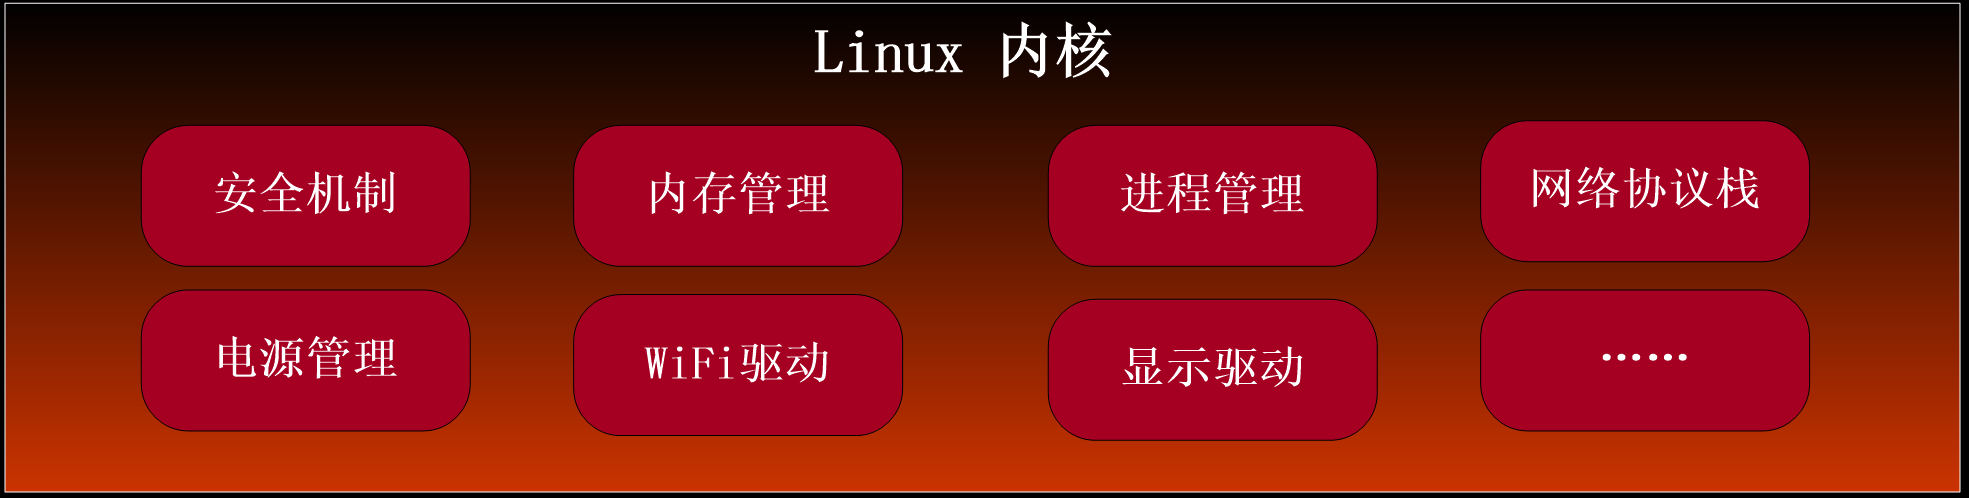 Linux 内核
安全机制
内存管理
进程管理
网络协议栈
电源管理
WiFi驱动
显示驱动
……